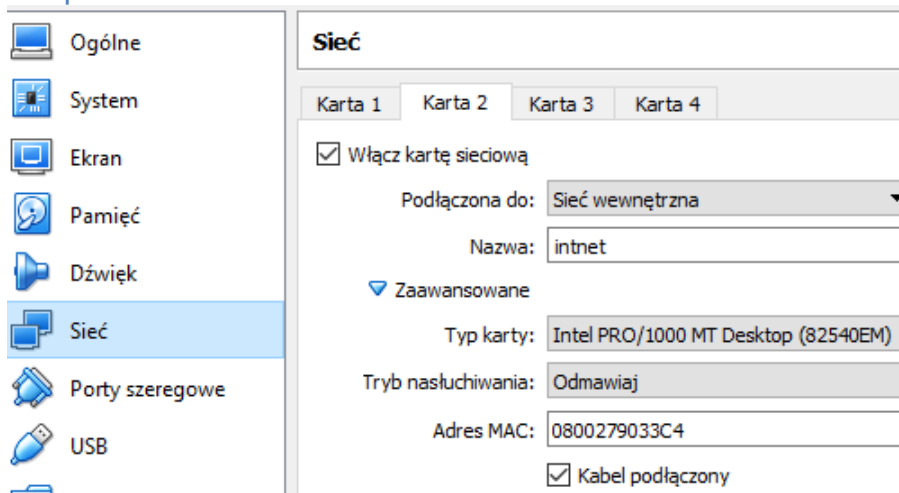 Ogólne
System
Ekran
Pamięć
Dźwięk
Sieć
Porty szeregowe
USB
Sieć
Karta 1 Karta 2 Karta 3 Karta 4
Włącz kartę sieciową
Podłączona do: Sieć wewnętrzna
Nazwa: intnet
Zaawansowane
Typ karty: Intel PRO/1000 MT Desktop (82540EM)
Tryb nasłuchiwania: Odmawiaj
Adres MAC: 0800279033C4
Kabel podłączony